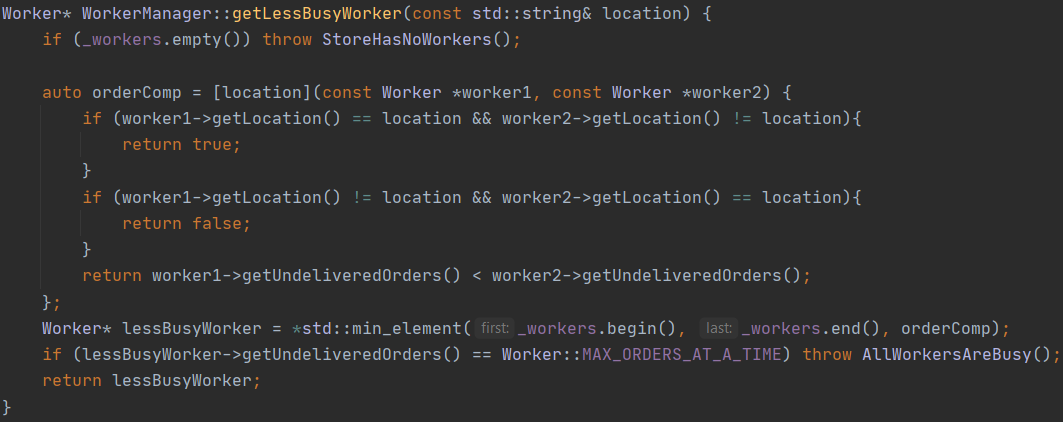 Worker* WorkerManager::getLessBusyWorker(const std::string& location) {
    if (_workers.empty()) throw StoreHasNoWorkers();

    auto orderComp = [location](const Worker *worker1, const Worker *worker2) {
        if (worker1->getLocation() == location && worker2->getLocation() != location){
            return true;
        }
        if (worker1->getLocation() != location && worker2->getLocation() == location){
            return false;
        }
        return worker1->getUndeliveredOrders() < worker2->getUndeliveredOrders();
    };
    Worker* lessBusyWorker = *std::min_element( first: _workers.begin(), last: _workers.end(), orderComp);
    if (lessBusyWorker->getUndeliveredOrders() == Worker::MAX_ORDERS_AT_A_TIME) throw AllWorkersAreBusy();
    return lessBusyWorker;
}